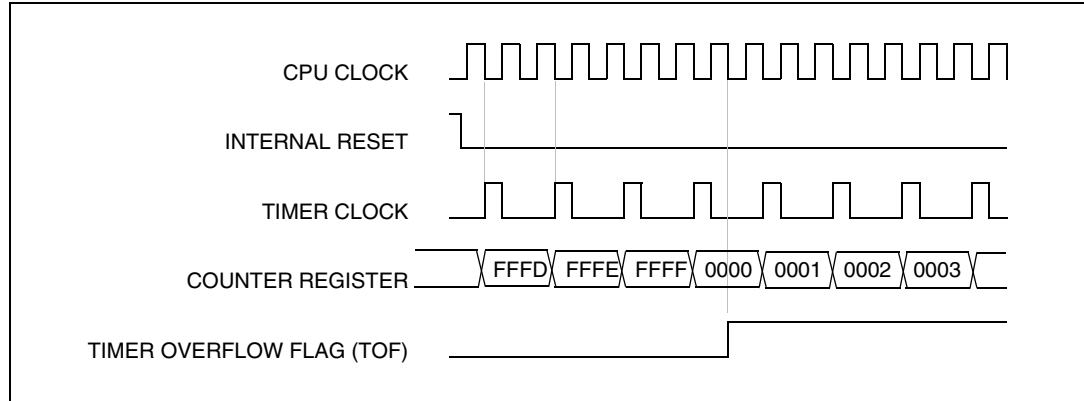 CPU CLOCK
INTERNAL RESET
TIMER CLOCK
COUNTER REGISTER
FFFD FFFE FFFF 0000 0001 0002 0003
TIMER OVERFLOW FLAG (TOF)